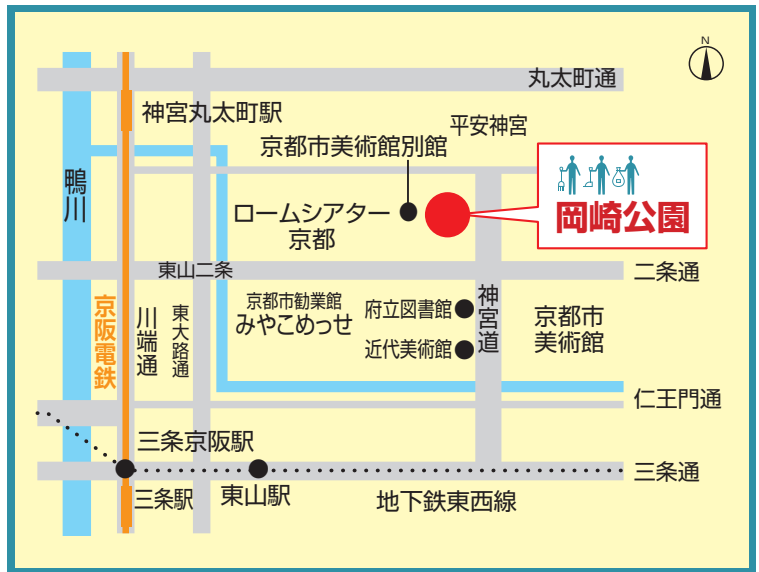 N
丸太町通
神宮丸太町駅
平安神宮
京都市美術館別館
鴨川
ロームシアター
京都
岡崎公園
東山二条
二条通
京阪電鉄
川端通
東大路通
京都市勧業館
みやこめっせ
府立図書館
近代美術館
神宮道
京都市
美術館
仁王門通
三条京阪駅
三条通
三条駅
東山駅
地下鉄東西線